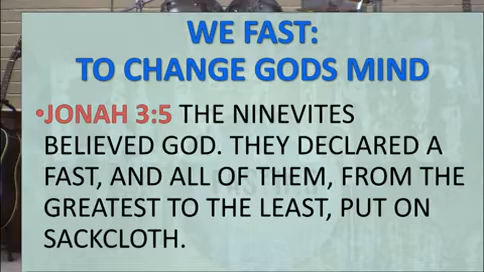 WE FAST:
TO CHANGE GODS MIND
•JONAH 3:5 THE NINEVITES
BELIEVED GOD. THEY DECLARED A
FAST, AND ALL OF THEM, FROM THE
GREATEST TO THE LEAST, PUT ON
SACKCLOTH.